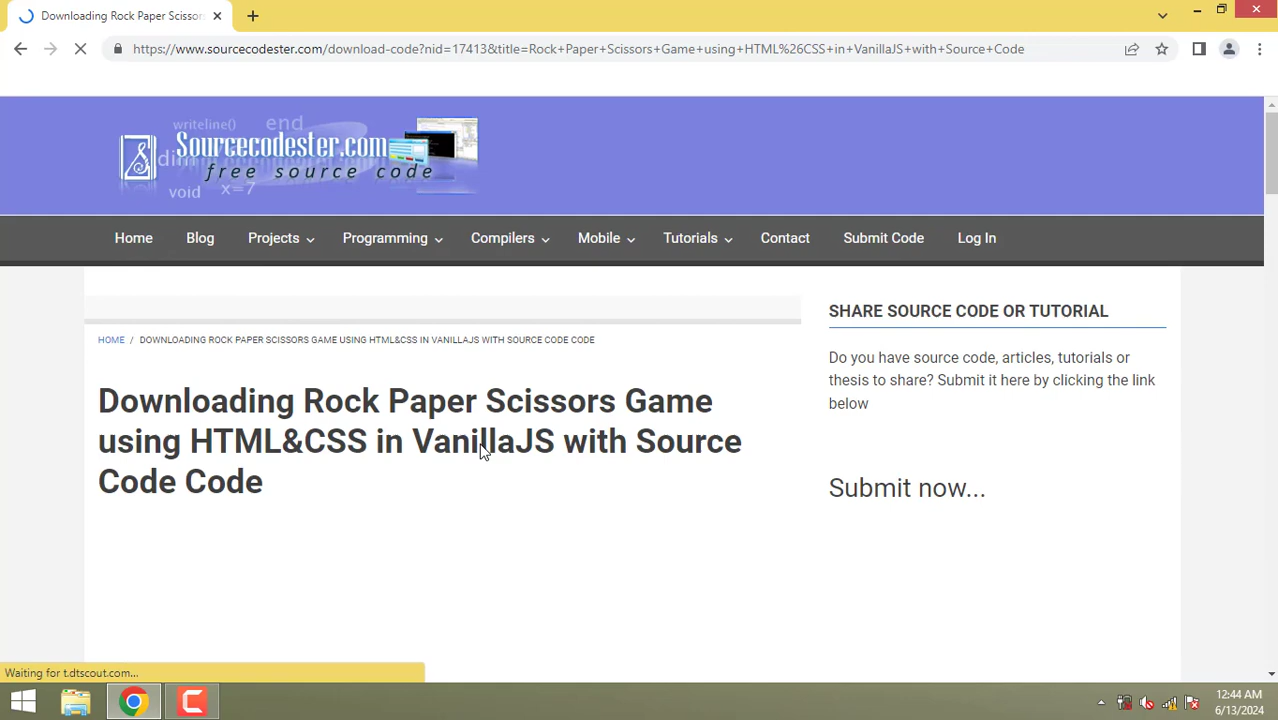 Downloading Rock Paper Scissors
https://www.sourcecodester.com/download-code?nid=17413&title=Rock+Paper+Scissors+Game+using+HTML%26CSS+in+VanillaJS+with+Source+Code
writeline() end
Sourcecodester.com
dim
free source code
void x=7
Home Blog Projects Programming Compilers Mobile Tutorials Contact Submit Code Log In
HOME / DOWNLOADING ROCK PAPER SCISSORS GAME USING HTML&CSS IN VANILLAJS WITH SOURCE CODE CODE
Downloading Rock Paper Scissors Game
using HTML&CSS in VanillaJS with Source
Code Code
SHARE SOURCE CODE OR TUTORIAL
Do you have source code, articles, tutorials or
thesis to share? Submit it here by clicking the link
below
Submit now...
Waiting for t.dtscout.com...
12:44 AM
6/13/2024